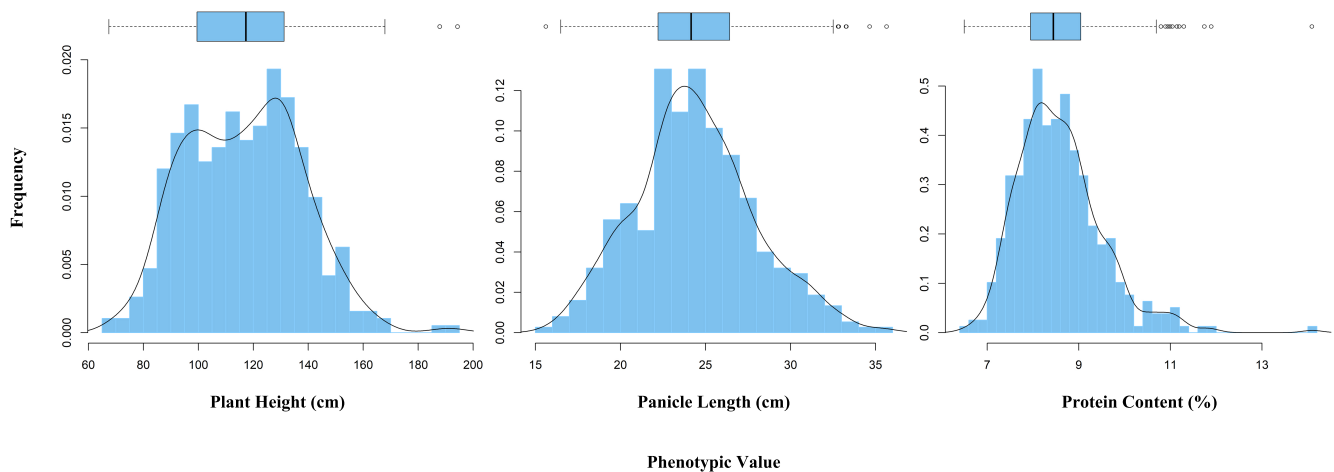 Frequency
0.000 0.005 0.010 0.015 0.020
60 80 100 120 140 160 180 200
Plant Height (cm)
0.00 0.02 0.04 0.06 0.08 0.10 0.12
15 20 25 30 35
Panicle Length (cm)
0.0 0.1 0.2 0.3 0.4 0.5
7 9 11 13
Protein Content (%)
Phenotypic Value